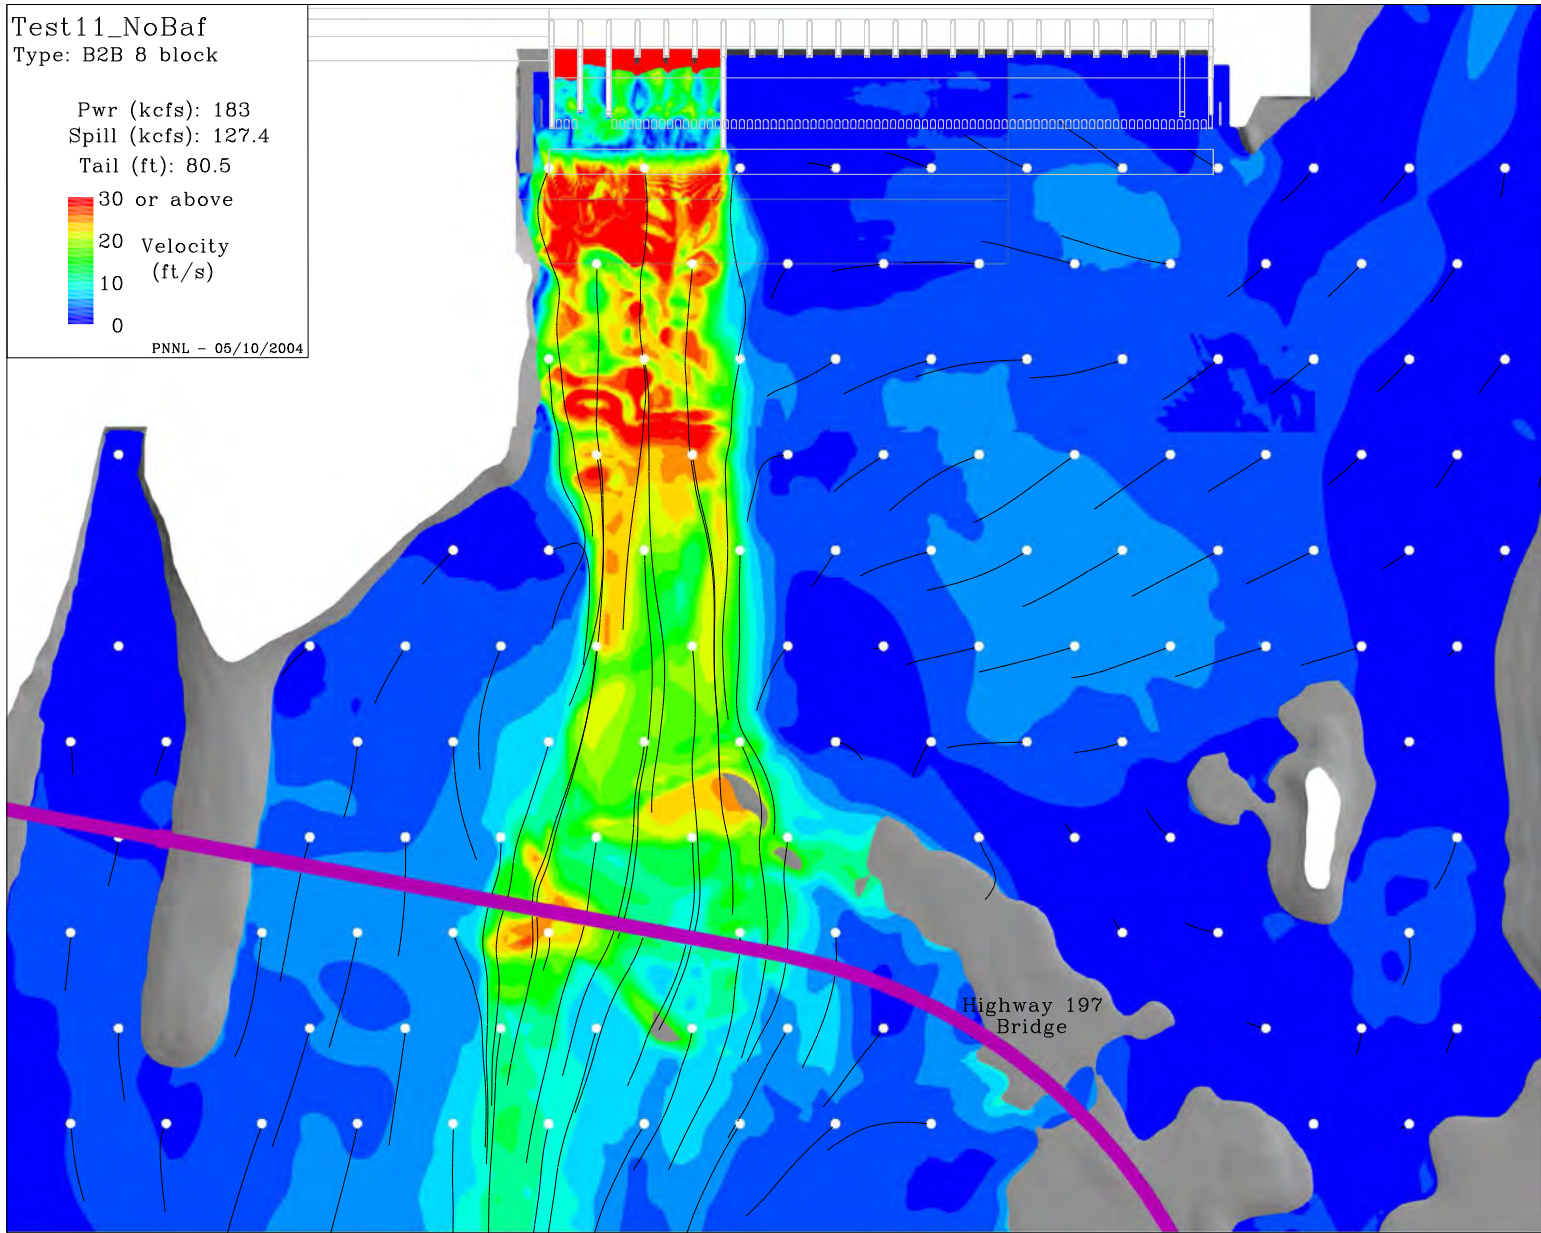 Test11_NoBaf
Type: B2B 8 block
Pwr (kcfs): 183
Spill (kcfs): 127.4
Tail (ft): 80.5
30 or above
20
Velocity
(ft/s)
10
0
PNNL - 05/10/2004
Highway 197
Bridge